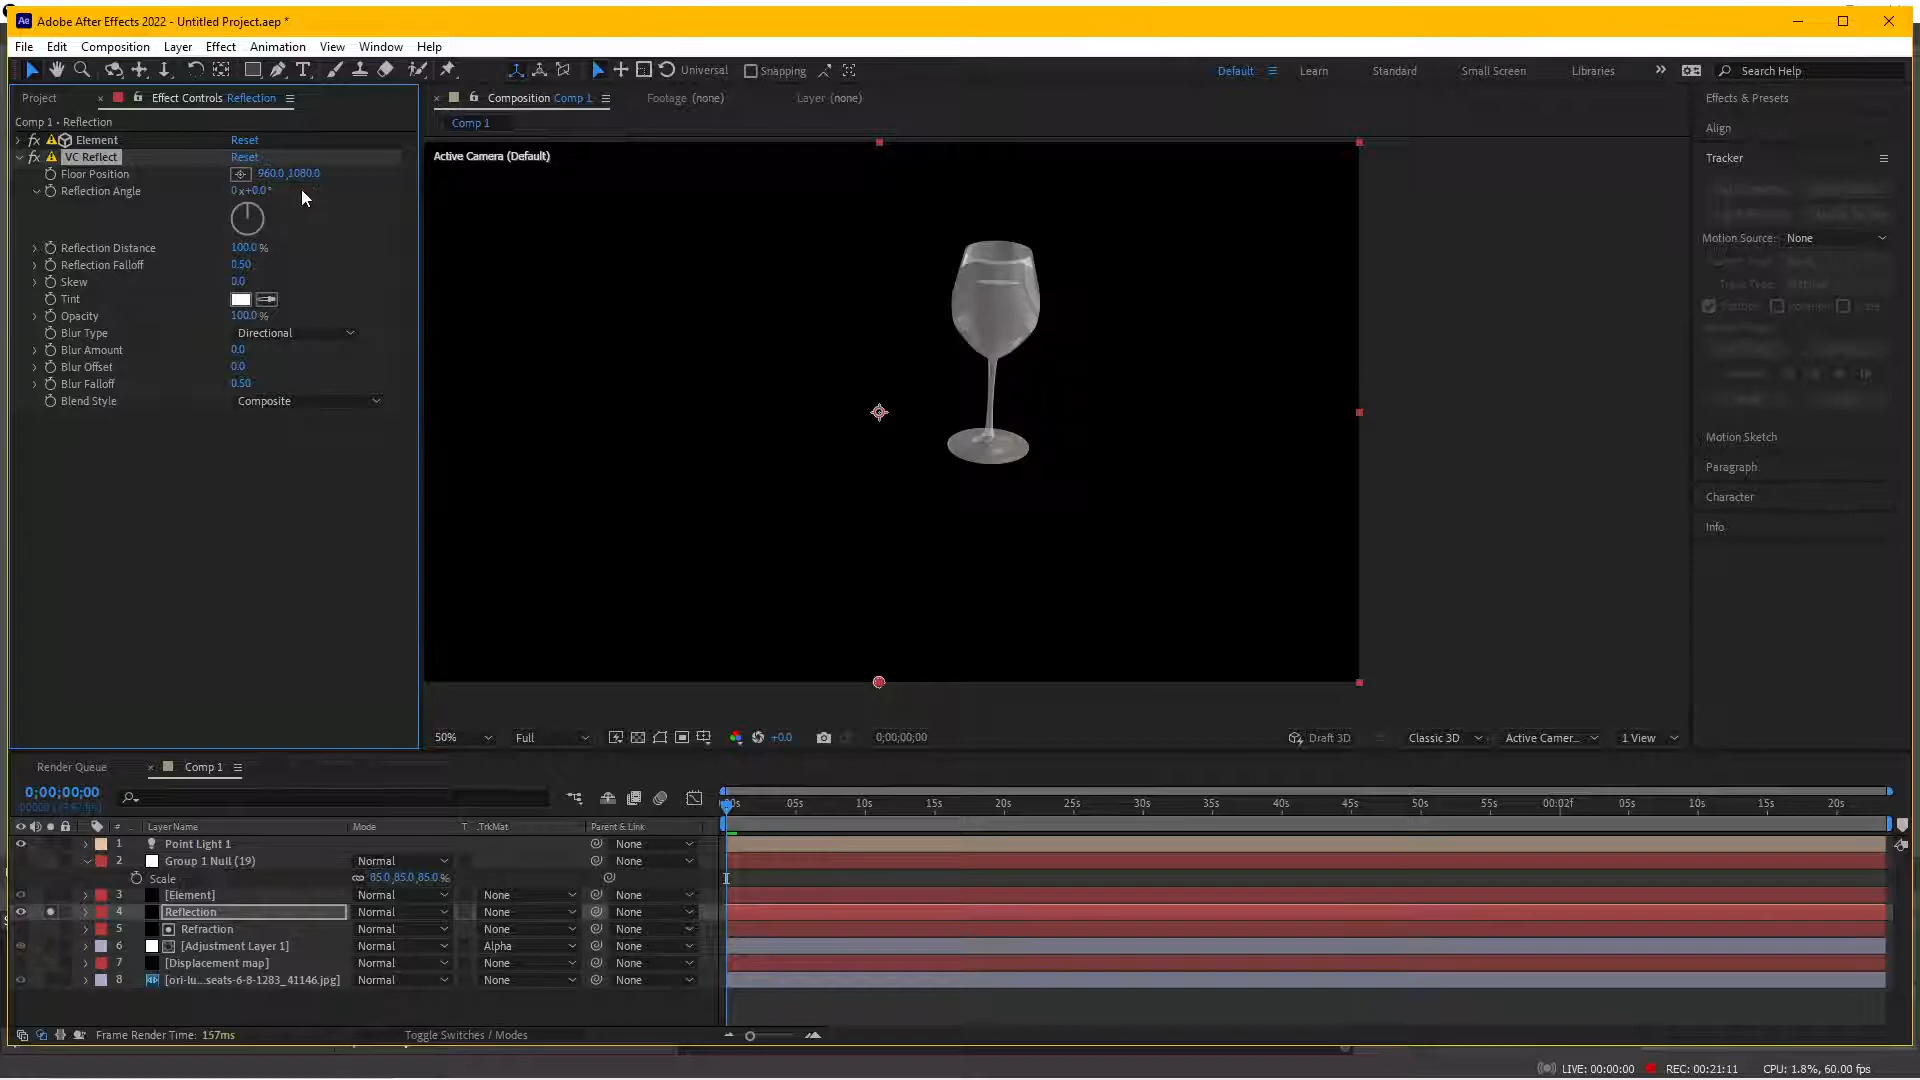 Adobe After Effects 2022 - Untitled Project.aep *
File Edit Composition Layer Effect Animation View Window Help
Universal Snapping Default Learn Standard Small Screen Libraries Search Help
Project Effect Controls Reflection Composition Comp 1 Footage (none) Layer (none) Effects & Presets
Comp 1 • Reflection
Comp 1
Align
Element Reset
VC Reflect Reset
Active Camera (Default)
Tracker
Floor Position 960.0,1080.0
Reflection Angle 0 x+0.0 °
Motion Source: None
Reflection Distance 100.0 %
Reflection Falloff 0.50
Skew 0.0
Tint
Opacity 100.0 %
Blur Type Directional
Blur Amount 0.0
Blur Offset 0.0
Blur Falloff 0.50
Blend Style Composite
Motion Sketch
Paragraph
Character
Info
50% Full +0.0 0;00;00;00 Draft 3D Classic 3D Active Camer... 1 View
Render Queue Comp 1
0;00;00;00
05s 10s 15s 20s 25s 30s 35s 40s 45s 50s 55s 00:02f 05s 10s 15s 20s
# Layer Name Mode T .TrkMat Parent & Link
1 Point Light 1 None
2 Group 1 Null (19) Normal None
Scale 85.0,85.0,85.0 %
3 [Element] Normal None None
4 Reflection Normal None None
5 Refraction Normal None None
6 [Adjustment Layer 1] Normal Alpha None
7 [Displacement map] Normal None None
8 [ori-lu...seats-6-8-1283_41146.jpg] Normal None None
Frame Render Time: 157ms Toggle Switches / Modes
LIVE: 00:00:00 REC: 00:21:11 CPU: 1.8%, 60.00 fps